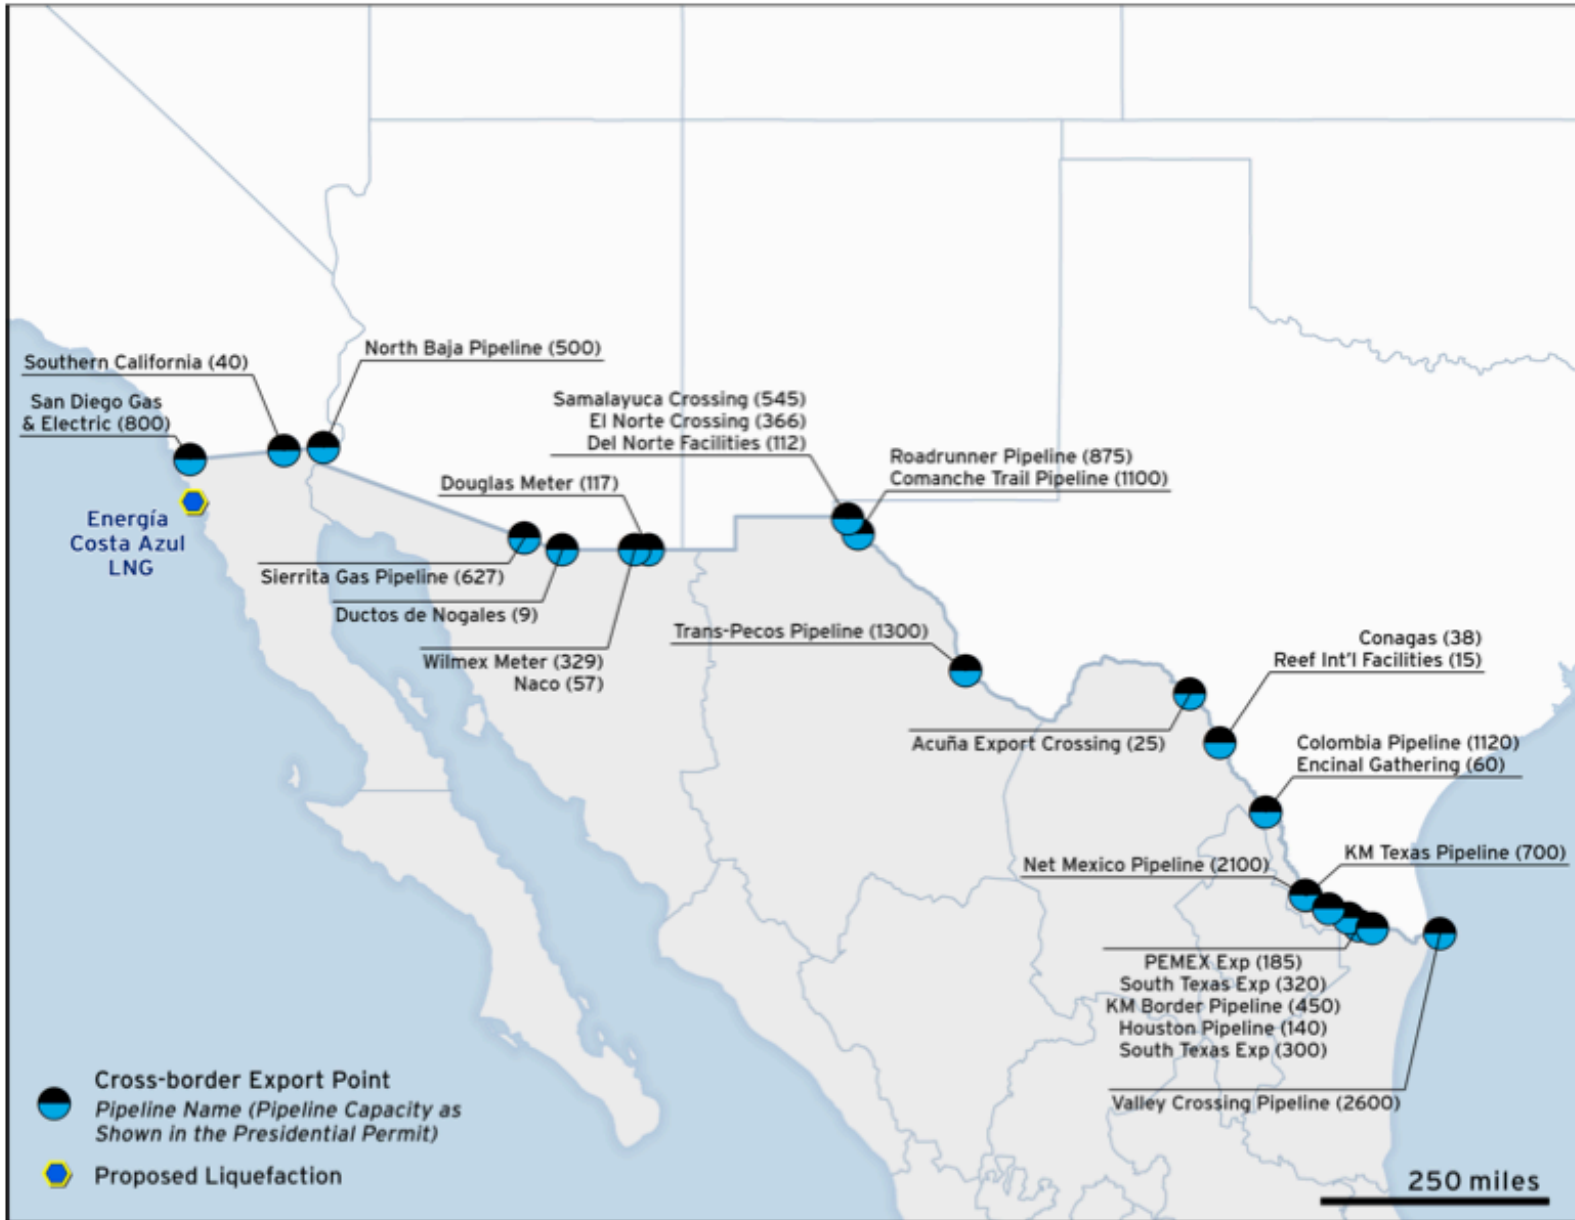 North Baja Pipeline (500)
Southern California (40)
San Diego Gas
& Electric (800)
Samalayuca Crossing (545)
El Norte Crossing (366)
Del Norte Facilities (112)
Roadrunner Pipeline (875)
Comanche Trail Pipeline (1100)
Douglas Meter (117)
Energía
Costa Azul
LNG
Sierrita Gas Pipeline (627)
Ductos de Nogales (9)
Wilmex Meter (329)
Naco (57)
Trans-Pecos Pipeline (1300)
Conagas (38)
Reef Int'l Facilities (15)
Acuña Export Crossing (25)
Colombia Pipeline (1120)
Encinal Gathering (60)
KM Texas Pipeline (700)
Net Mexico Pipeline (2100)
PEMEX Exp (185)
South Texas Exp (320)
KM Border Pipeline (450)
Houston Pipeline (140)
South Texas Exp (300)
Valley Crossing Pipeline (2600)
Cross-border Export Point
Pipeline Name (Pipeline Capacity as
Shown in the Presidential Permit)
Proposed Liquefaction
250 miles